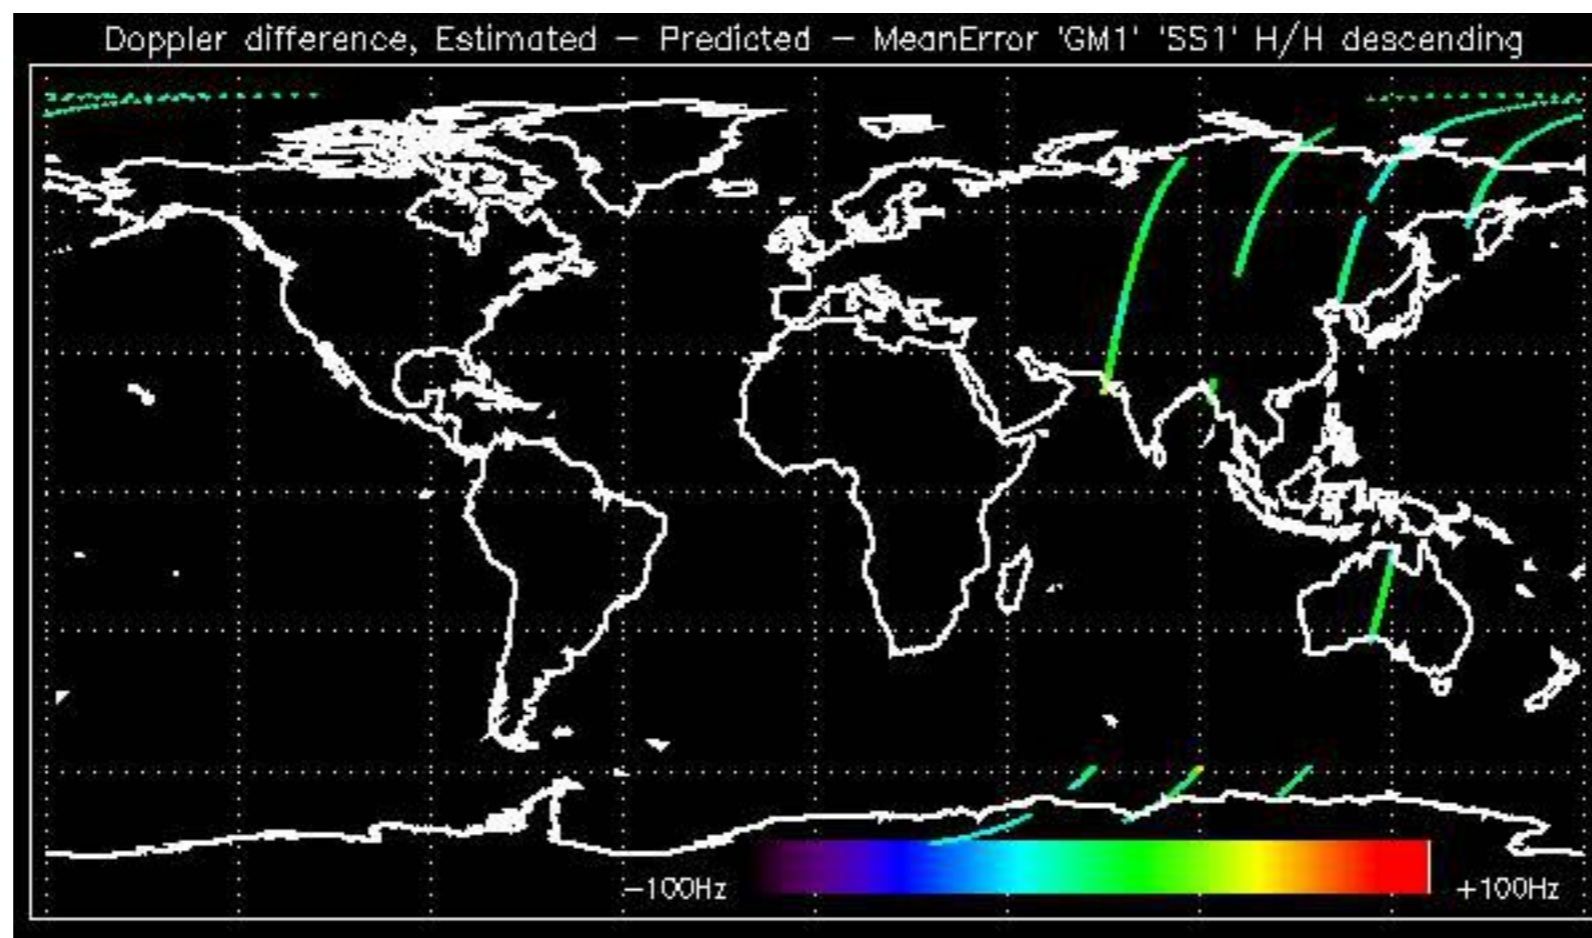 Doppler difference, Estimated – Predicted – MeanError 'GM1' 'SS1' H/H descending
–100Hz +100Hz